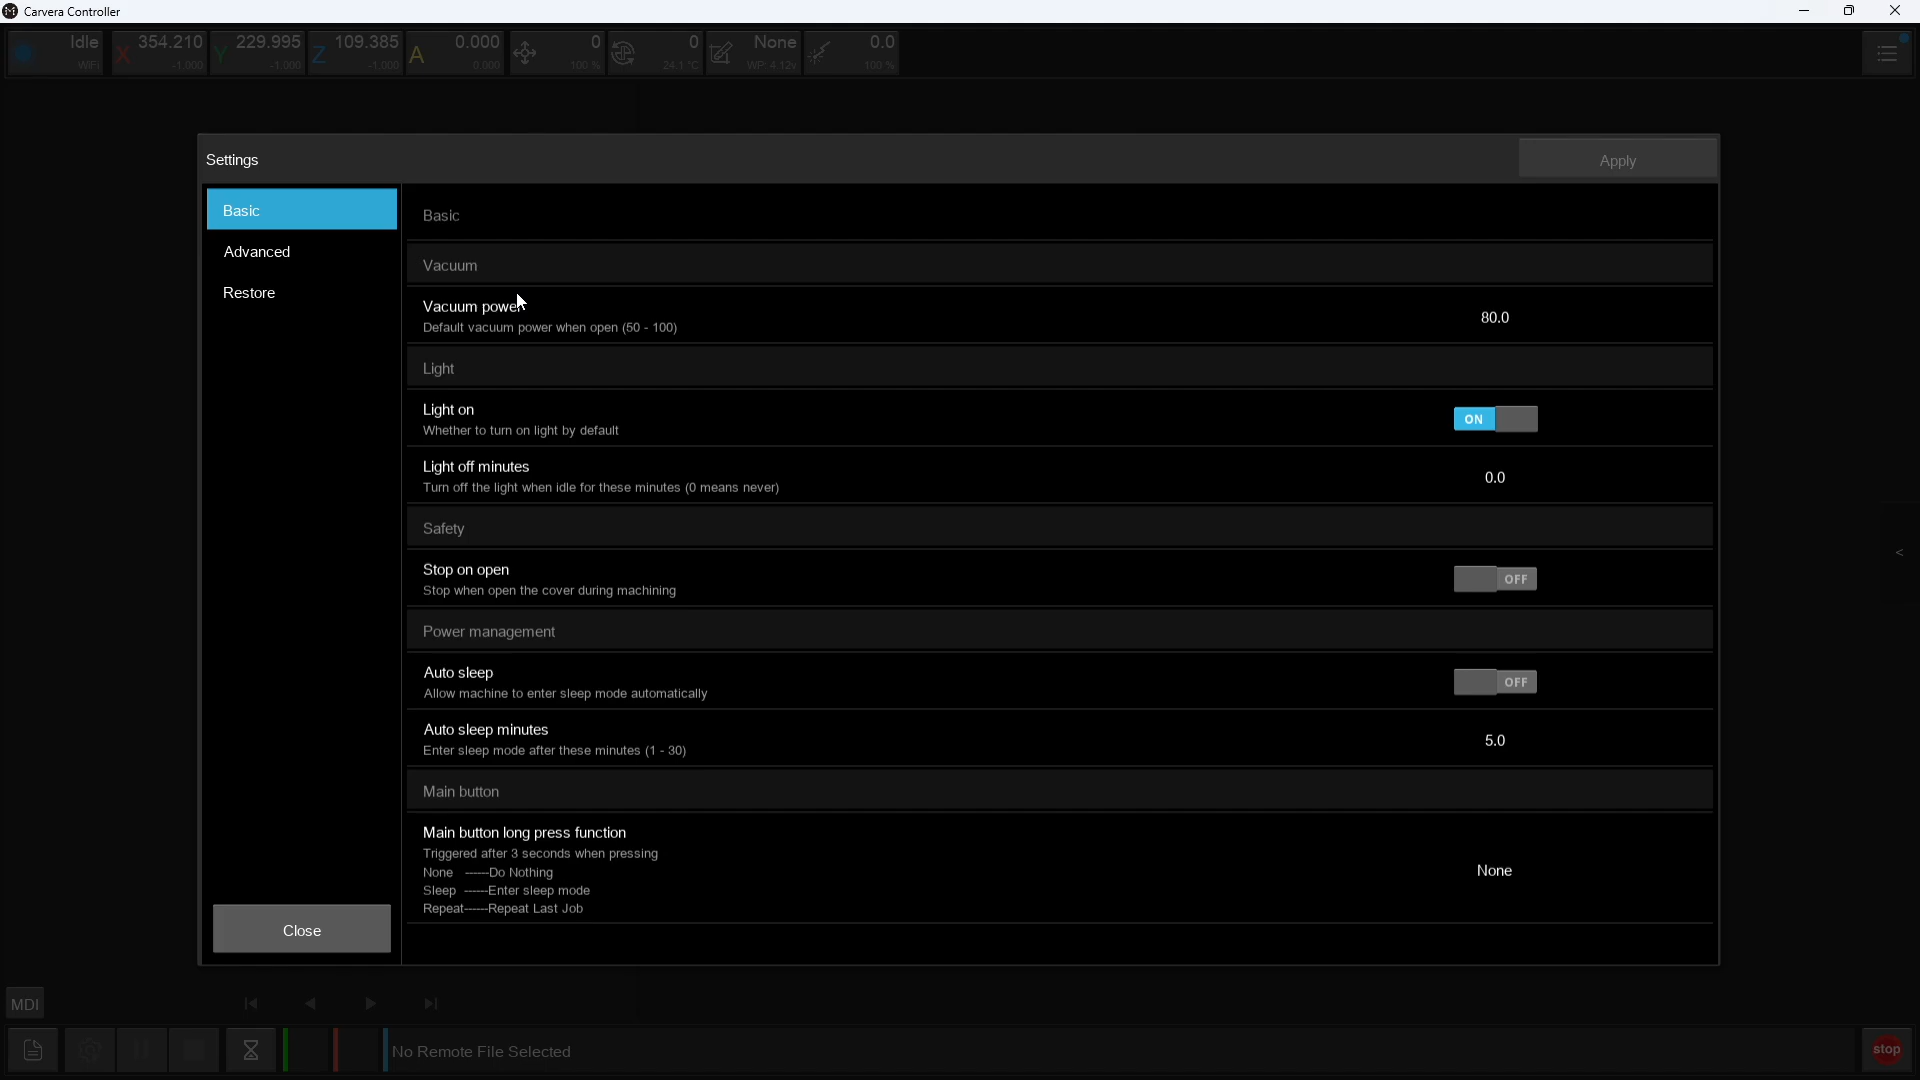 Carvera Controller
Idle
WiFi
X 354.210
-1.000
Y 229.995
-1.000
Z 109.385
-1.000
A 0.000
0.000
0
100 %
0
24.1 °C
None
WP: 4.12v
0.0
100 %
Settings
Apply
Basic
Advanced
Restore
Close
Basic
Vacuum
Vacuum power
Default vacuum power when open (50 - 100)
80.0
Light
Light on
Whether to turn on light by default
ON
Light off minutes
Turn off the light when idle for these minutes (0 means never)
0.0
Safety
Stop on open
Stop when open the cover during machining
OFF
Power management
Auto sleep
Allow machine to enter sleep mode automatically
OFF
Auto sleep minutes
Enter sleep mode after these minutes (1 - 30)
5.0
Main button
Main button long press function
Triggered after 3 seconds when pressing
None ------Do Nothing
Sleep ------Enter sleep mode
Repeat------Repeat Last Job
None
<
MDI
No Remote File Selected
stop